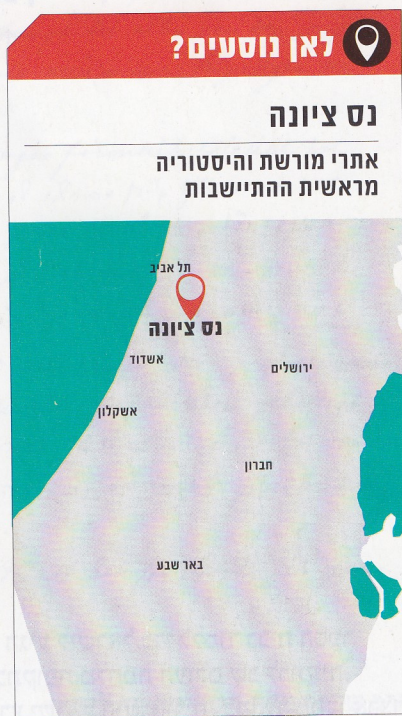 לאן נוסעים?
נס ציונה
אתרי מורשת והיסטוריה
מראשית ההתיישבות
תל אביב
נס ציונה
אשדוד
ירושלים
אשקלון
חברון
באר שבע